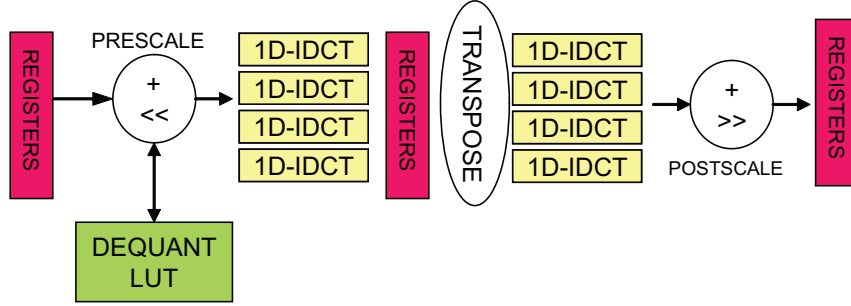 REGISTERS
PRESCALE
+
<<
DEQUANT
LUT
1D-IDCT
1D-IDCT
1D-IDCT
1D-IDCT
REGISTERS
TRANSPOSE
1D-IDCT
1D-IDCT
1D-IDCT
1D-IDCT
+
>>
POSTSCALE
REGISTERS